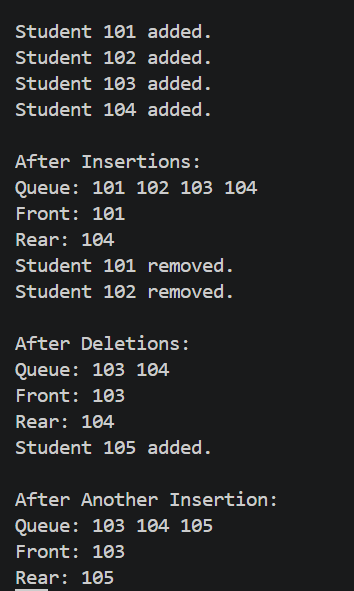 Student 101 added.
Student 102 added.
Student 103 added.
Student 104 added.
After Insertions:
Queue: 101 102 103 104
Front: 101
Rear: 104
Student 101 removed.
Student 102 removed.
After Deletions:
Queue: 103 104
Front: 103
Rear: 104
Student 105 added.
After Another Insertion:
Queue: 103 104 105
Front: 103
Rear: 105